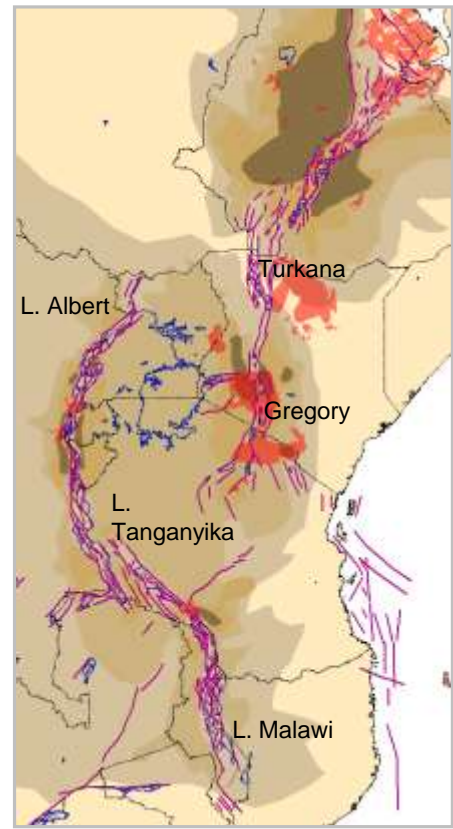 Turkana
L. Albert
Gregory
L.
Tanganyika
L. Malawi